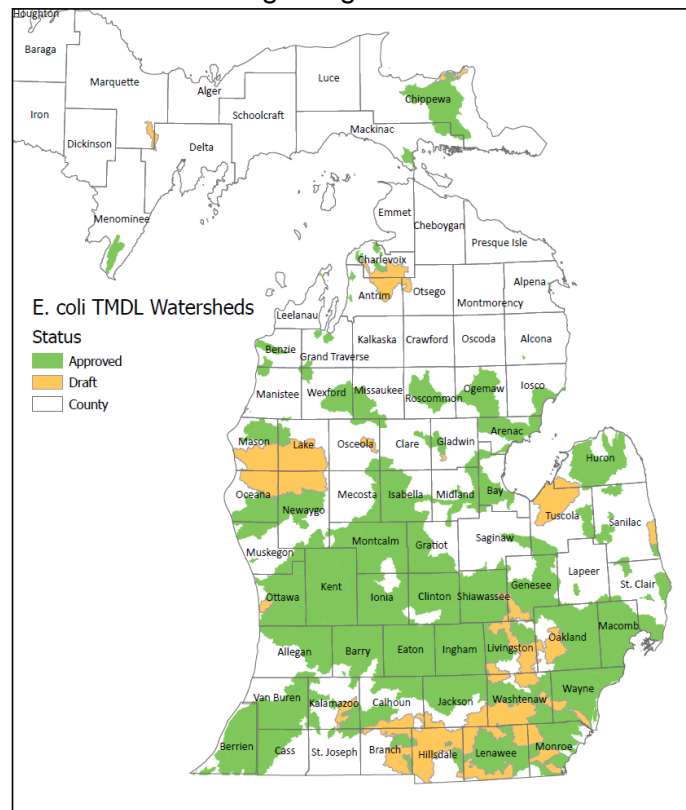 Houghton
Baraga
Marquette
Alger
Luce
Chippewa
Iron
Schoolcraft
Mackinac
Dickinson
Delta
Menominee
Emmet
Cheboygan
Presque Isle
Charlevoix
Antrim
Otsego
Alpena
Montmorency
E. coli TMDL Watersheds
Status
Approved
Draft
County
Leelanau
Kalkaska
Crawford
Oscoda
Alcona
Benzie
Grand Traverse
Manistee
Wexford
Missaukee
Roscommon
Ogemaw
Iosco
Arenac
Mason
Lake
Osceola
Clare
Gladwin
Huron
Oceana
Newaygo
Mecosta
Isabella
Midland
Bay
Tuscola
Sanilac
Muskegon
Montcalm
Gratiot
Saginaw
Lapeer
St. Clair
Ottawa
Kent
Ionia
Clinton
Shiawassee
Genesee
Macomb
Oakland
Allegan
Barry
Eaton
Ingham
Livingston
Van Buren
Kalamazoo
Calhoun
Jackson
Washtenaw
Wayne
Berrien
Cass
St. Joseph
Branch
Hillsdale
Lenawee
Monroe